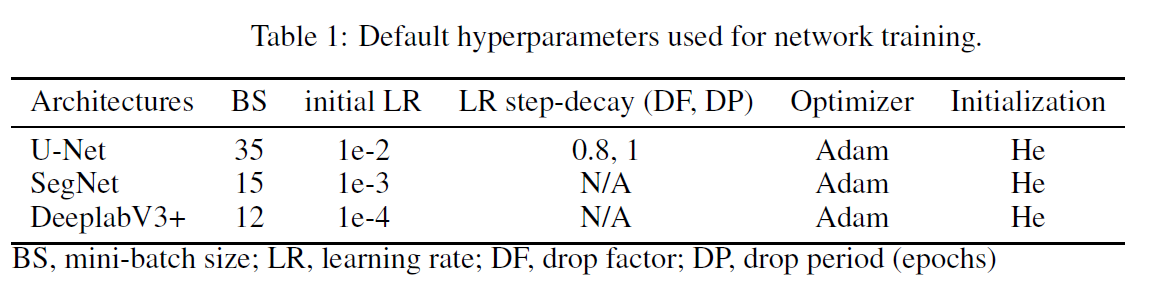 Table 1: Default hyperparameters used for network training.
Architectures BS initial LR LR step-decay (DF, DP) Optimizer Initialization
U-Net 35 1e-2 0.8, 1 Adam He
SegNet 15 1e-3 N/A Adam He
DeeplabV3+ 12 1e-4 N/A Adam He
BS, mini-batch size; LR, learning rate; DF, drop factor; DP, drop period (epochs)